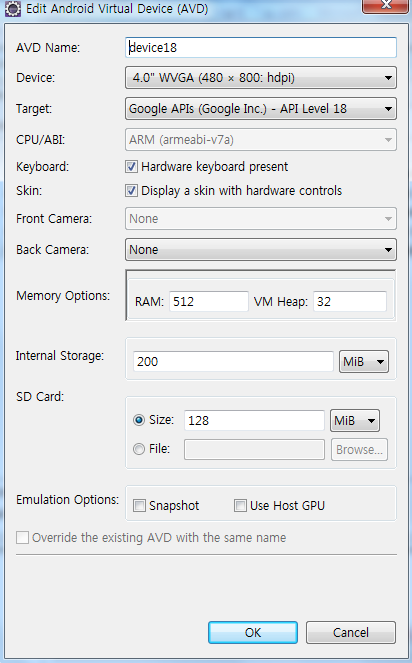 Edit Android Virtual Device (AVD)
AVD Name: device18
Device: 4.0" WVGA (480 × 800: hdpi)
Target: Google APIs (Google Inc.) - API Level 18
CPU/ABI: ARM (armeabi-v7a)
Keyboard: Hardware keyboard present
Skin: Display a skin with hardware controls
Front Camera: None
Back Camera: None
Memory Options: RAM: 512 VM Heap: 32
Internal Storage: 200 MiB
SD Card:
Size: 128 MiB
File: Browse...
Emulation Options: Snapshot Use Host GPU
Override the existing AVD with the same name
OK Cancel